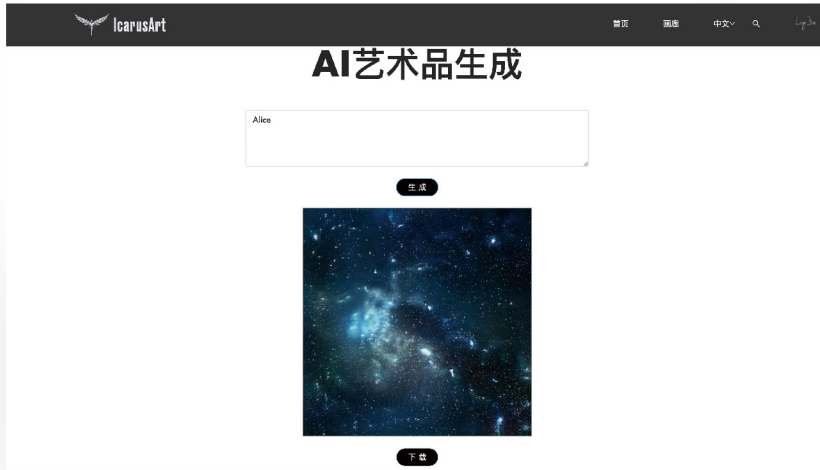 IcarusArt
首页 画廊 中文
AI艺术品生成
Alice
生成
下载